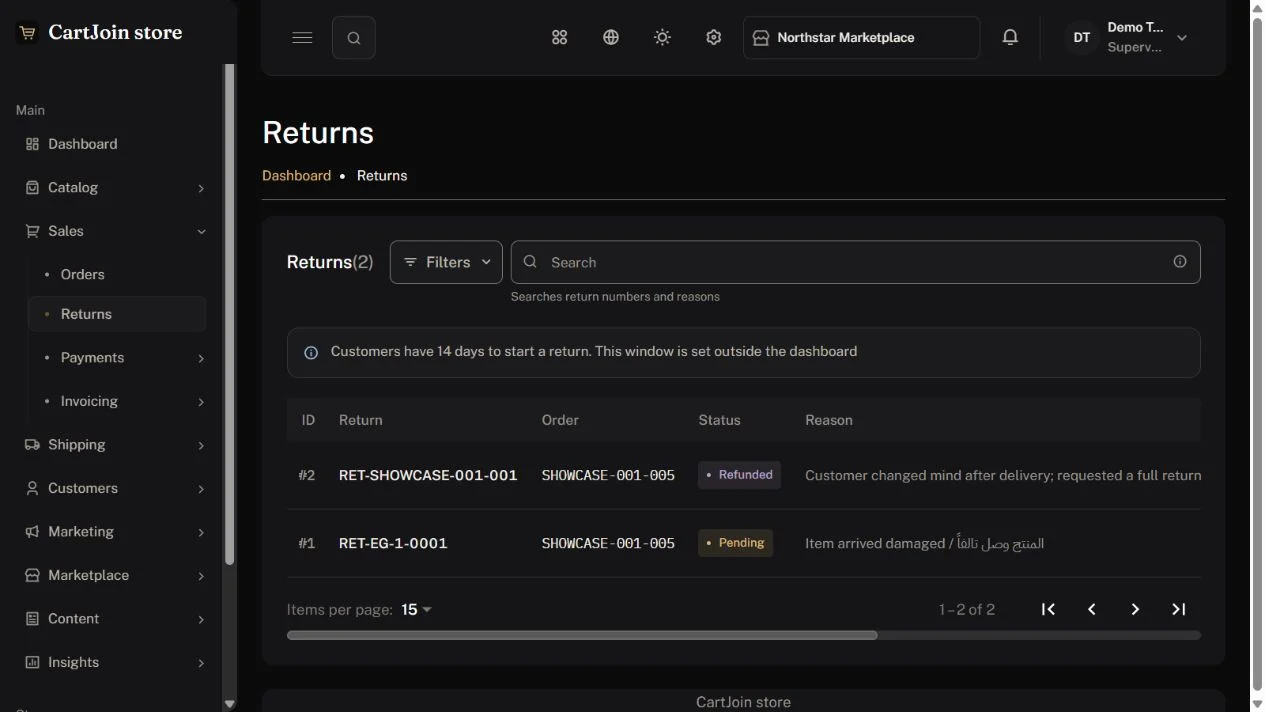 CartJoin store
Northstar Marketplace
DT
Demo T...
Superv...
Main
Dashboard
Catalog
Sales
Orders
Returns
Payments
Invoicing
Shipping
Customers
Marketing
Marketplace
Content
Insights
Returns
Dashboard • Returns
Returns(2)
Filters
Search
Searches return numbers and reasons
Customers have 14 days to start a return. This window is set outside the dashboard
ID Return Order Status Reason
#2 RET-SHOWCASE-001-001 SHOWCASE-001-005 • Refunded Customer changed mind after delivery; requested a full return
#1 RET-EG-1-0001 SHOWCASE-001-005 • Pending Item arrived damaged / المنتج وصل تالفاً
Items per page: 15 1–2 of 2
CartJoin store